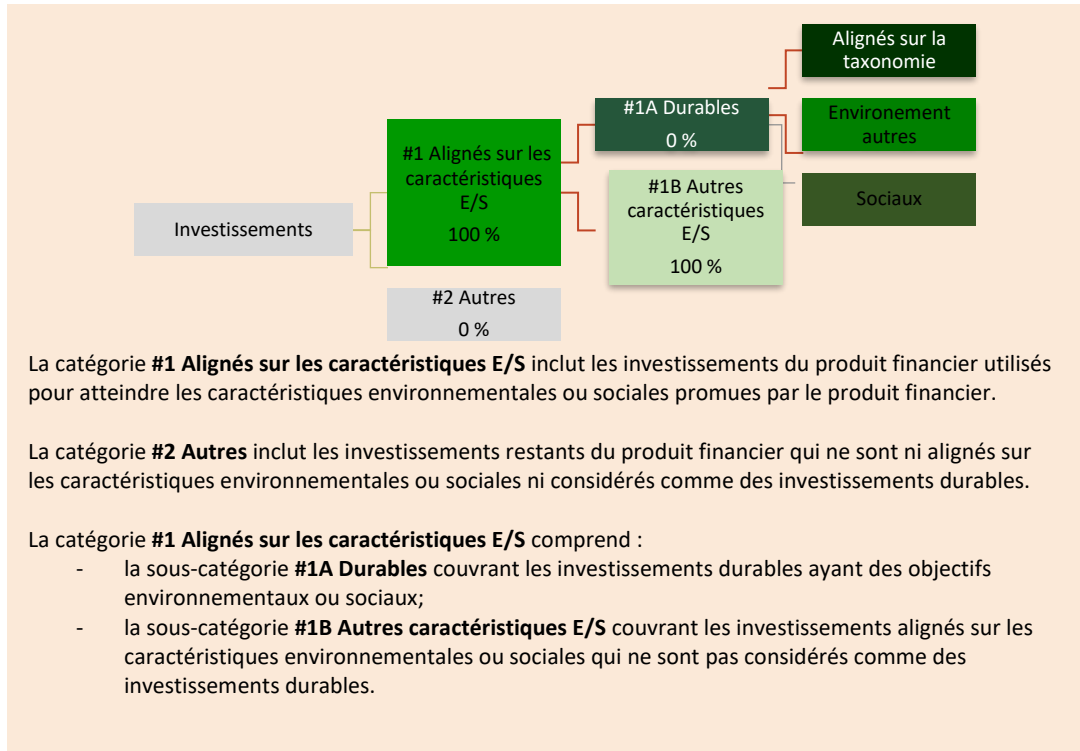 Alignés sur la
taxonomie
#1A Durables
0 %
Environement
autres
#1 Alignés sur les
caractéristiques
E/S
100 %
#1B Autres
caractéristiques
E/S
100 %
Sociaux
Investissements
#2 Autres
0 %
La catégorie #1 Alignés sur les caractéristiques E/S inclut les investissements du produit financier utilisés
pour atteindre les caractéristiques environnementales ou sociales promues par le produit financier.
La catégorie #2 Autres inclut les investissements restants du produit financier qui ne sont ni alignés sur
les caractéristiques environnementales ou sociales ni considérés comme des investissements durables.
La catégorie #1 Alignés sur les caractéristiques E/S comprend :
- la sous-catégorie #1A Durables couvrant les investissements durables ayant des objectifs
environnementaux ou sociaux;
- la sous-catégorie #1B Autres caractéristiques E/S couvrant les investissements alignés sur les
caractéristiques environnementales ou sociales qui ne sont pas considérés comme des
investissements durables.